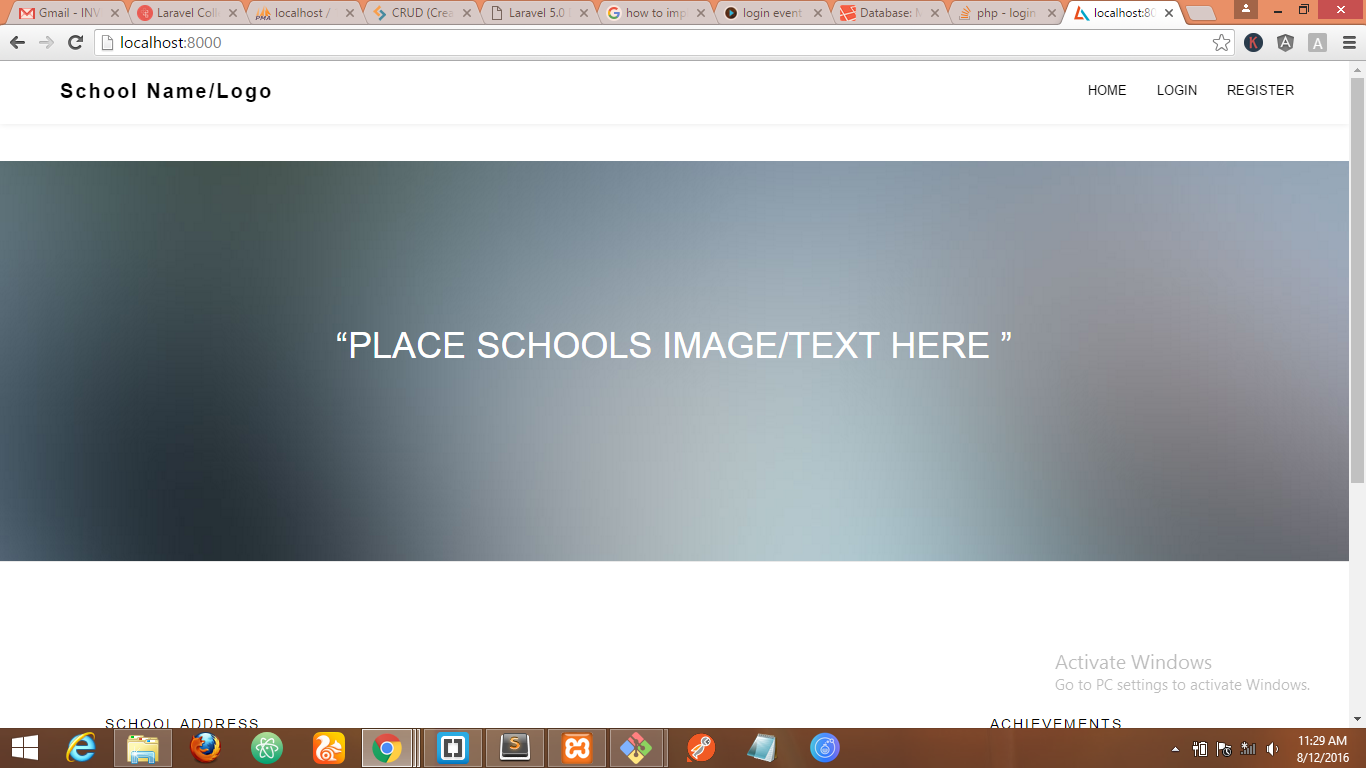 Gmail - INV
Laravel Coll
localhost /
CRUD (Crea
Laravel 5.0
how to imp
login event
Database: M
php - login
localhost:80
localhost:8000
School Name/Logo
HOME
LOGIN
REGISTER
“PLACE SCHOOLS IMAGE/TEXT HERE ”
Activate Windows
Go to PC settings to activate Windows.
SCHOOL ADDRESS
ACHIEVEMENTS
11:29 AM
8/12/2016